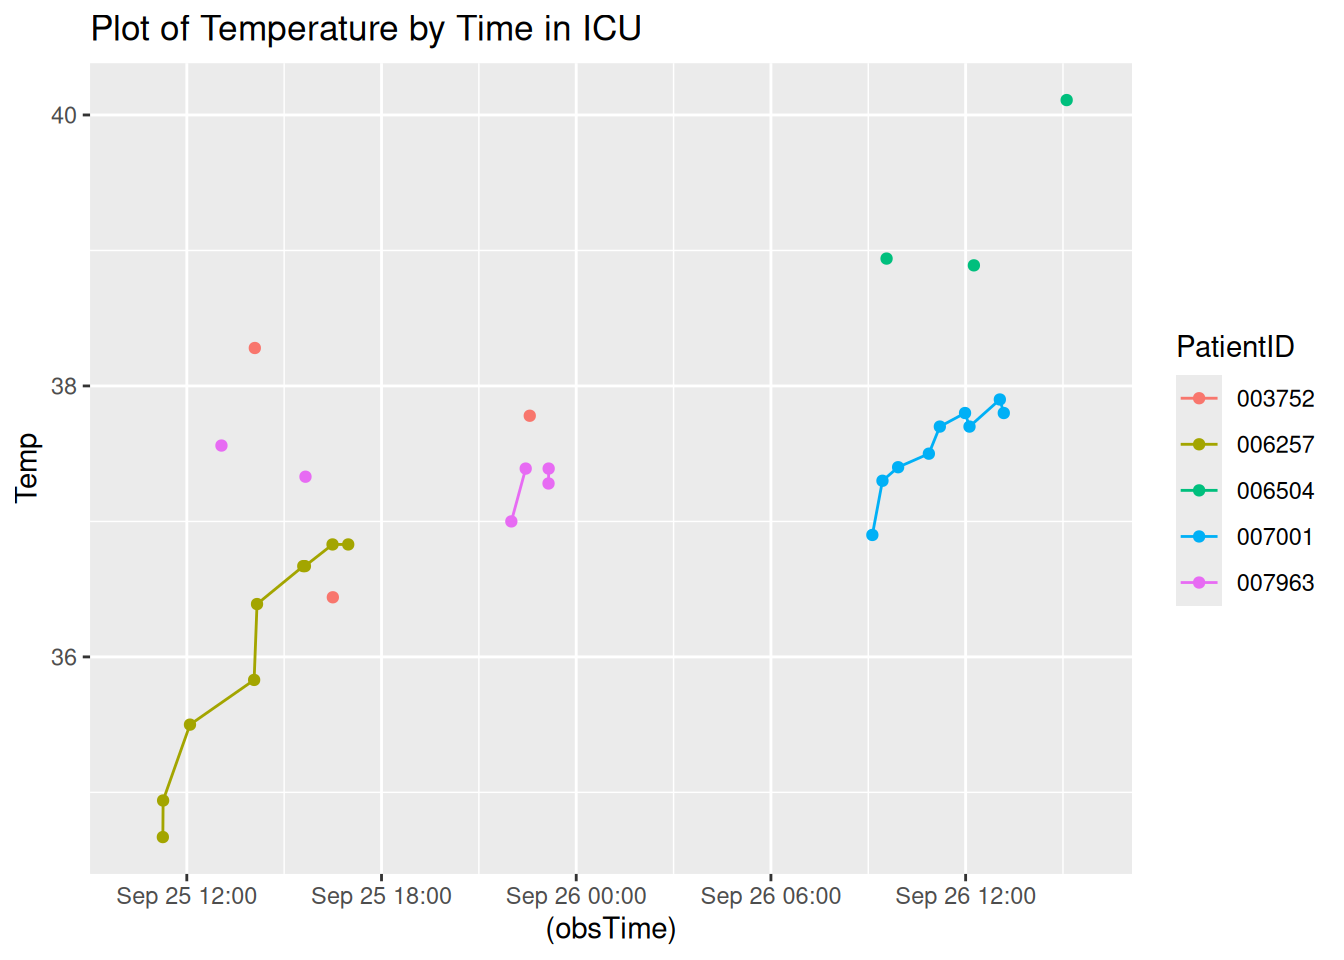 Plot of Temperature by Time in ICU
Temp
40
38
36
Sep 25 12:00
Sep 25 18:00
Sep 26 00:00
Sep 26 06:00
Sep 26 12:00
(obsTime)
PatientID
003752
006257
006504
007001
007963